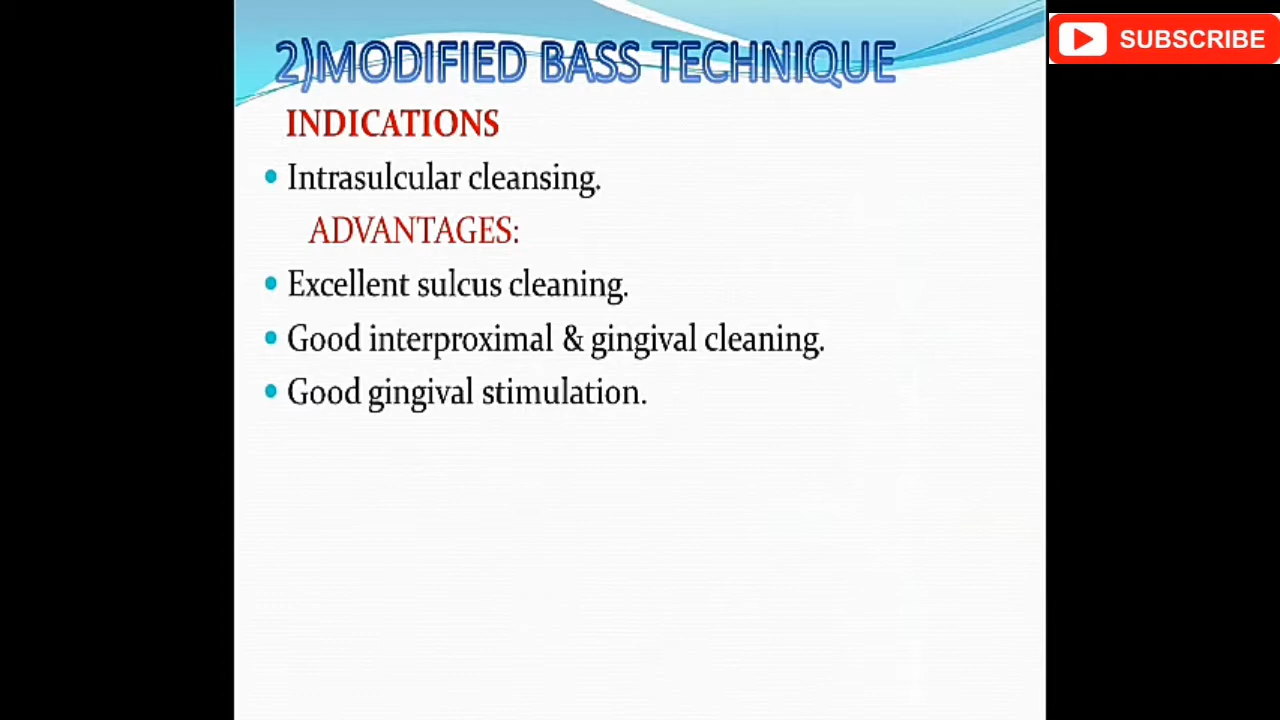 2)MODIFIED BASS TECHNIQUE
SUBSCRIBE
INDICATIONS
Intrasulcular cleansing.
ADVANTAGES:
Excellent sulcus cleaning.
Good interproximal & gingival cleaning.
Good gingival stimulation.